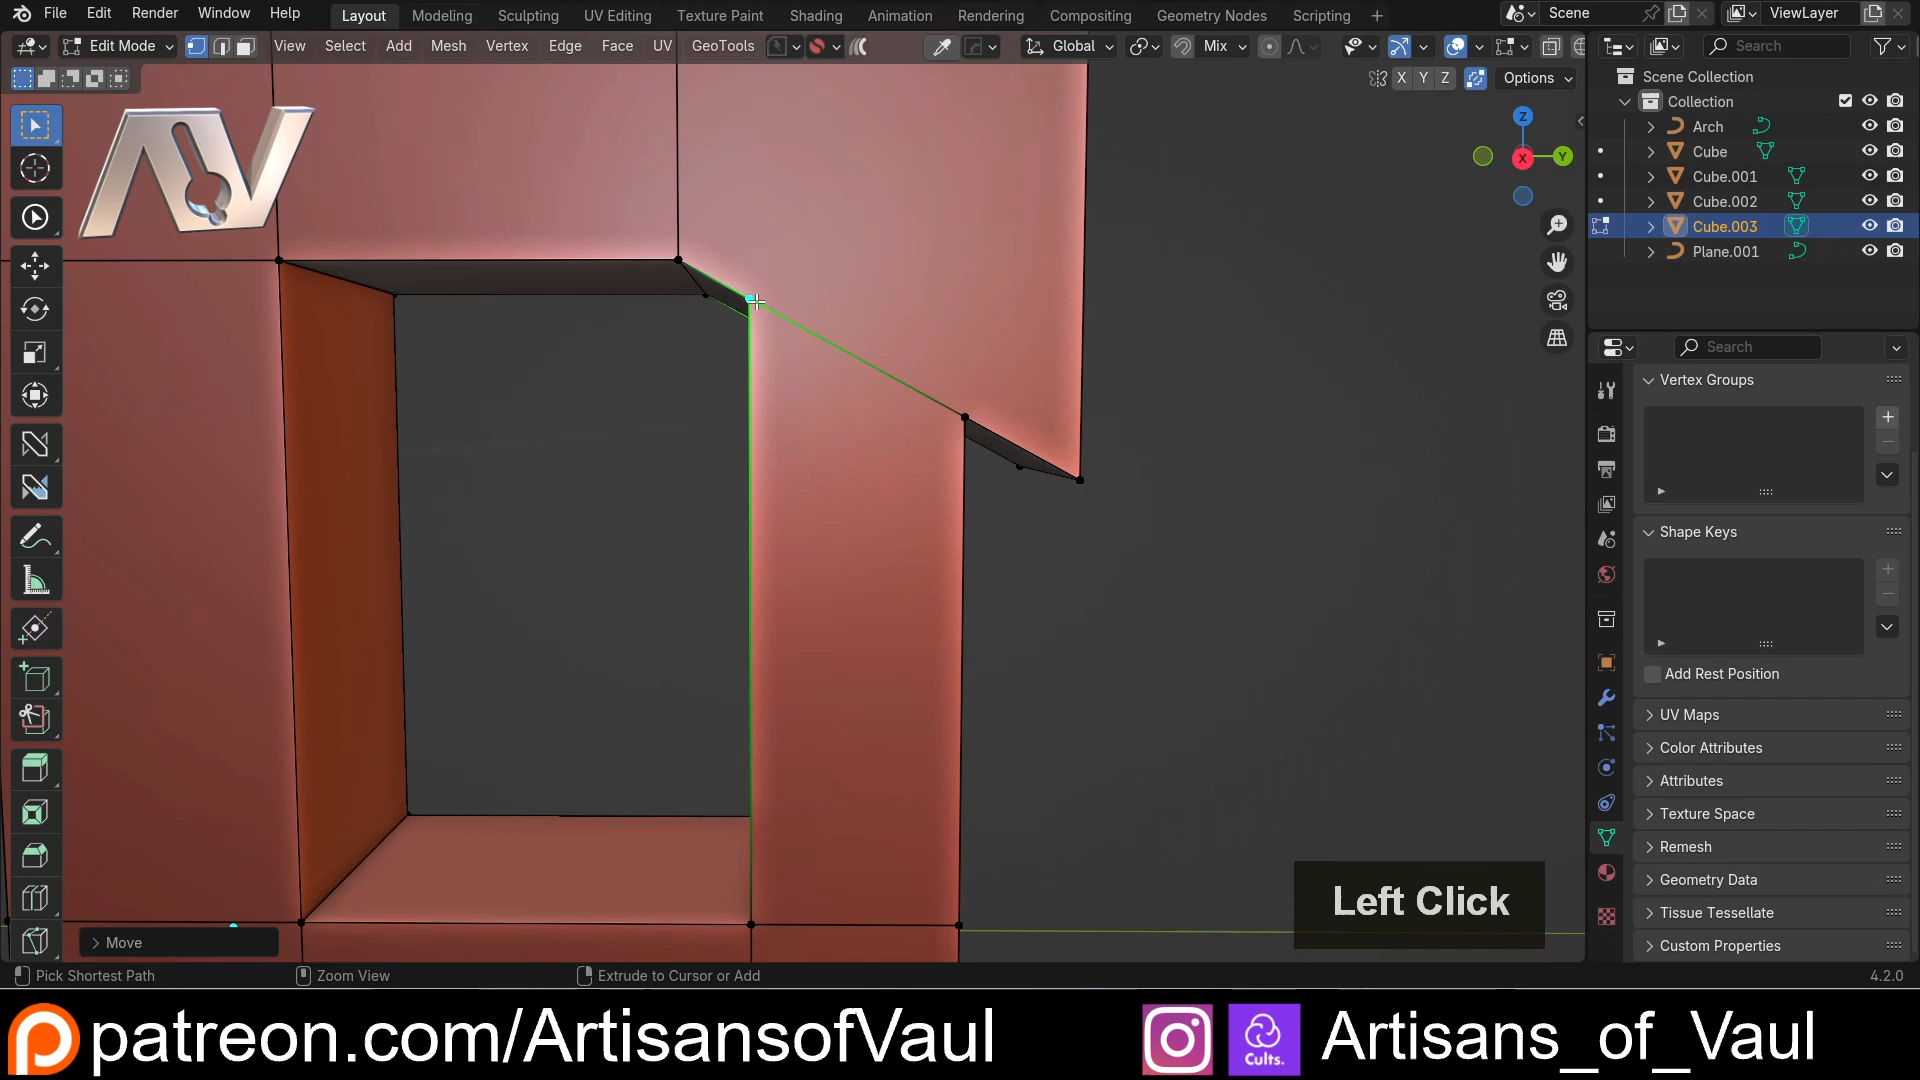 File Edit Render Window Help Layout Modeling Sculpting UV Editing Texture Paint Shading Animation Rendering Compositing Geometry Nodes Scripting + Scene ViewLayer
Edit Mode View Select Add Mesh Vertex Edge Face UV GeoTools Global Mix Search
X Y Z Options
Scene Collection
Collection
Arch
Cube
Cube.001
Cube.002
Cube.003
Plane.001
Z
Y
X
AV
Search
Vertex Groups
Shape Keys
Add Rest Position
UV Maps
Color Attributes
Attributes
Texture Space
Remesh
Geometry Data
Tissue Tessellate
Custom Properties
Left Click
Move
Pick Shortest Path Zoom View Extrude to Cursor or Add 4.2.0
patreon.com/ArtisansofVaul Cults. Artisans_of_Vaul